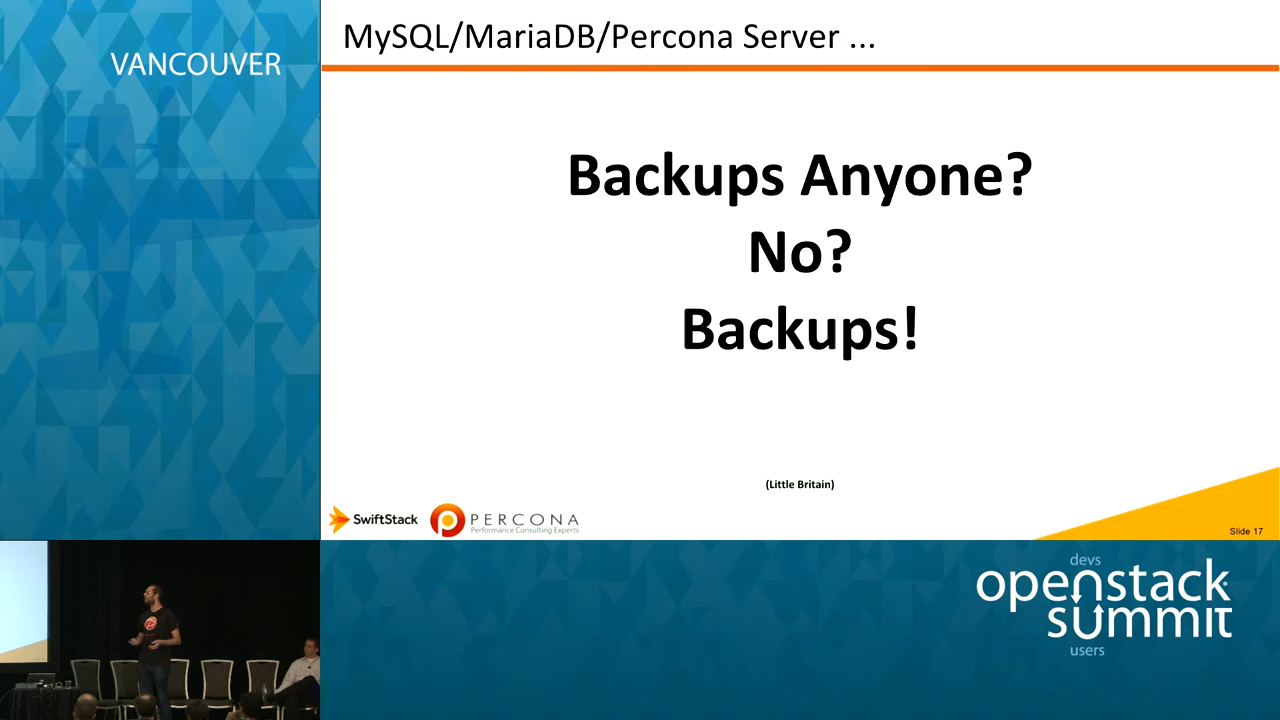 VANCOUVER
MySQL/MariaDB/Percona Server ...
Backups Anyone?
No?
Backups!
(Little Britain)
SwiftStack
PERCONA
Performance Consulting Experts
Slide 17
devs
openstack
summit
users